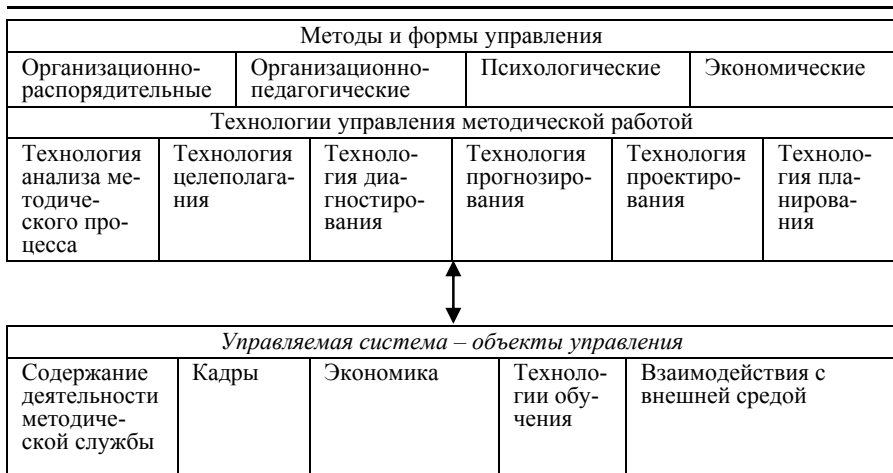 Методы и формы управления
Организационно-
распорядительные
Организационно-
педагогические
Психологические
Экономические
Технологии управления методической работой
Технология
анализа ме-
тодиче-
ского про-
цесса
Технология
целеполага-
ния
Техноло-
гия диа-
гностиро-
вания
Технология
прогнозиро-
вания
Технология
проектиро-
вания
Техноло-
гия пла-
нирова-
ния
Управляемая система – объекты управления
Содержание
деятельности
методиче-
ской службы
Кадры
Экономика
Техноло-
гии обу-
чения
Взаимодействия с
внешней средой